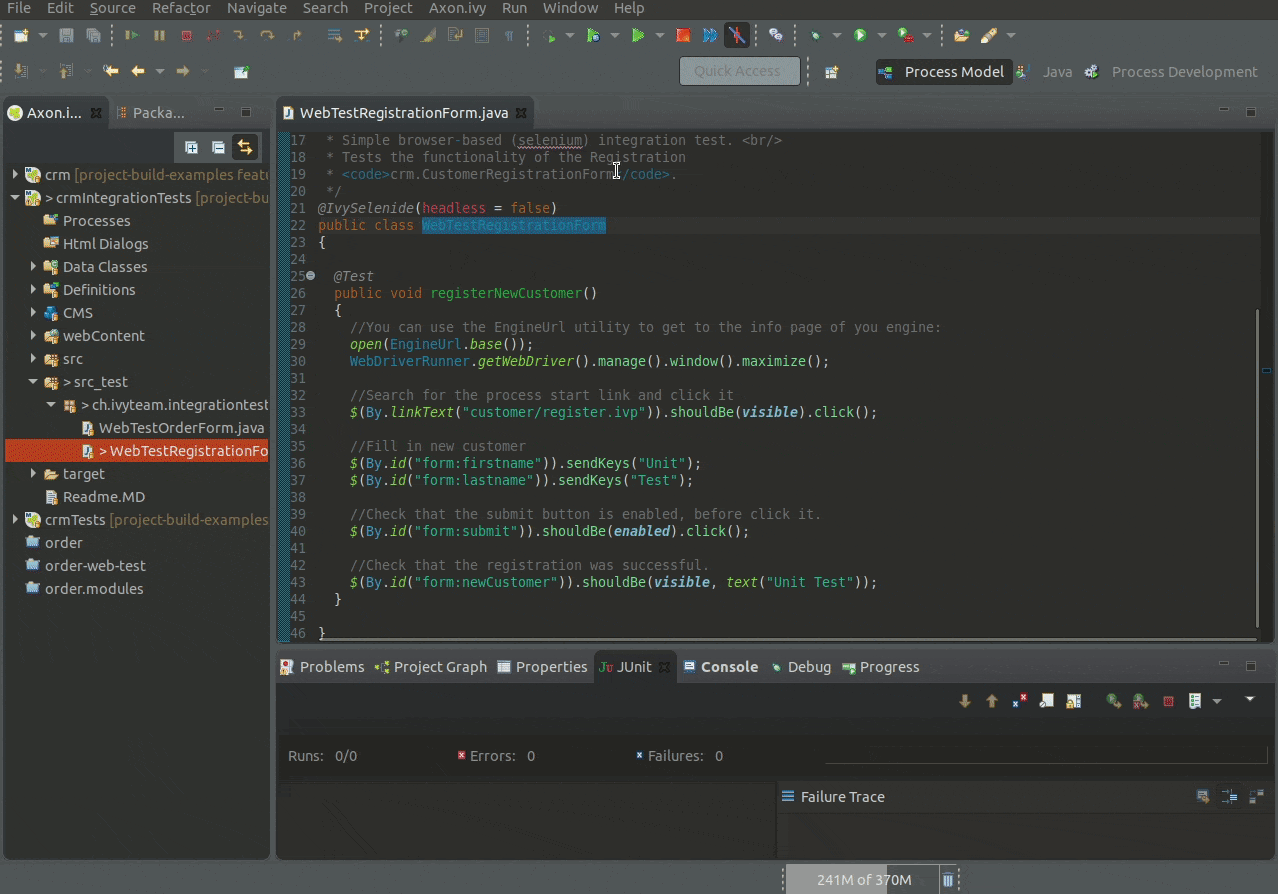 File Edit Source Refactor Navigate Search Project Axon.ivy Run Window Help
Quick Access
Process Model
Java
Process Development
Axon.i...
Packa...
crm [project-build-examples featu
> crmIntegrationTests [project-bu
Processes
Html Dialogs
Data Classes
Definitions
CMS
webContent
src
> src_test
> ch.ivyteam.integrationtest
WebTestOrderForm.java
> WebTestRegistrationFo
target
Readme.MD
crmTests [project-build-examples
order
order-web-test
order.modules
WebTestRegistrationForm.java
17 * Simple browser-based (selenium) integration test. <br/>
18 * Tests the functionality of the Registration
19 * <code>crm.CustomerRegistrationForm</code>.
20 */
21 @IvySelenide(headless = false)
22 public class WebTestRegistrationForm
23 {
24
25 @Test
26 public void registerNewCustomer()
27 {
28 //You can use the EngineUrl utility to get to the info page of you engine:
29 open(EngineUrl.base());
30 WebDriverRunner.getWebDriver().manage().window().maximize();
31
32 //Search for the process start link and click it
33 $(By.linkText("customer/register.ivp")).shouldBe(visible).click();
34
35 //Fill in new customer
36 $(By.id("form:firstname")).sendKeys("Unit");
37 $(By.id("form:lastname")).sendKeys("Test");
38
39 //Check that the submit button is enabled, before click it.
40 $(By.id("form:submit")).shouldBe(enabled).click();
41
42 //Check that the registration was successful.
43 $(By.id("form:newCustomer")).shouldBe(visible, text("Unit Test"));
44 }
45
46 }
Problems Project Graph Properties JUnit Console Debug Progress
Runs: 0/0 Errors: 0 Failures: 0
Failure Trace
241M of 370M